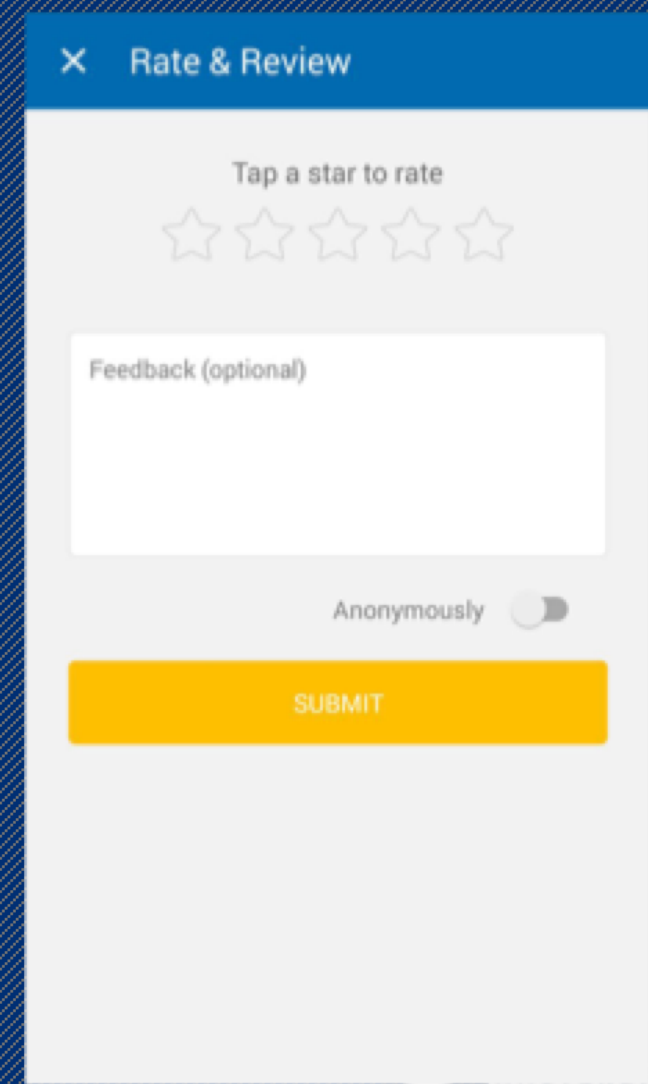 Rate & Review
Tap a star to rate
Feedback (optional)
Anonymously
SUBMIT